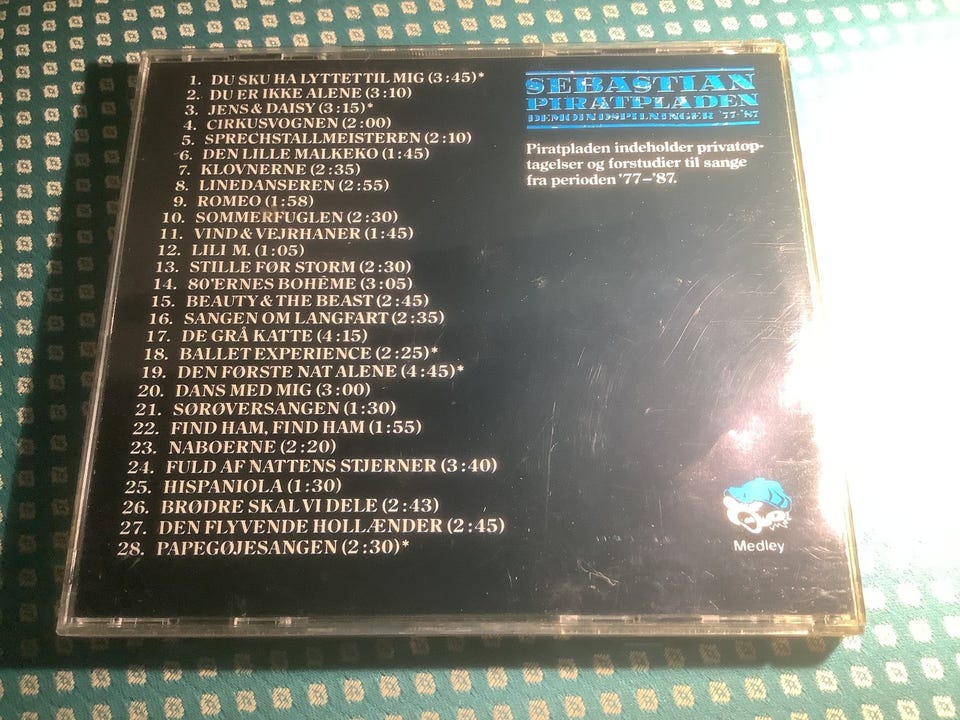 1. DU SKU HA LYTTET TIL MIG (3:45)*
2. DU ER IKKE ALENE (3:10)
3. JENS & DAISY (3:15)*
4. CIRKUSVOGNEN (2:00)
5. SPRECHSTALLMEISTEREN (2:10)
6. DEN LILLE MALKEKO (1:45)
7. KLOVNERNE (2:35)
8. LINEDANSEREN (2:55)
9. ROMEO (1:58)
10. SOMMERFUGLEN (2:30)
11. VIND & VEJRHANER (1:45)
12. LILI M. (1:05)
13. STILLE FØR STORM (2:30)
14. 80'ERNES BOHÈME (3:05)
15. BEAUTY & THE BEAST (2:45)
16. SANGEN OM LANGFART (2:35)
17. DE GRÅ KATTE (4:15)
18. BALLET EXPERIENCE (2:25)*
19. DEN FØRSTE NAT ALENE (4:45)*
20. DANS MED MIG (3:00)
21. SØRØVERSANGEN (1:30)
22. FIND HAM, FIND HAM (1:55)
23. NABOERNE (2:20)
24. FULD AF NATTENS STJERNER (3:40)
25. HISPANIOLA (1:30)
26. BRØDRE SKAL VI DELE (2:43)
27. DEN FLYVENDE HOLLÆNDER (2:45)
28. PAPEGØJESANGEN (2:30)*
SEBASTIAN
PIRATPLADEN
DEMOINDSPILNINGER '77-'87
Piratpladen indeholder privatop-
tagelser og forstudier til sange
fra perioden '77–'87.
Medley